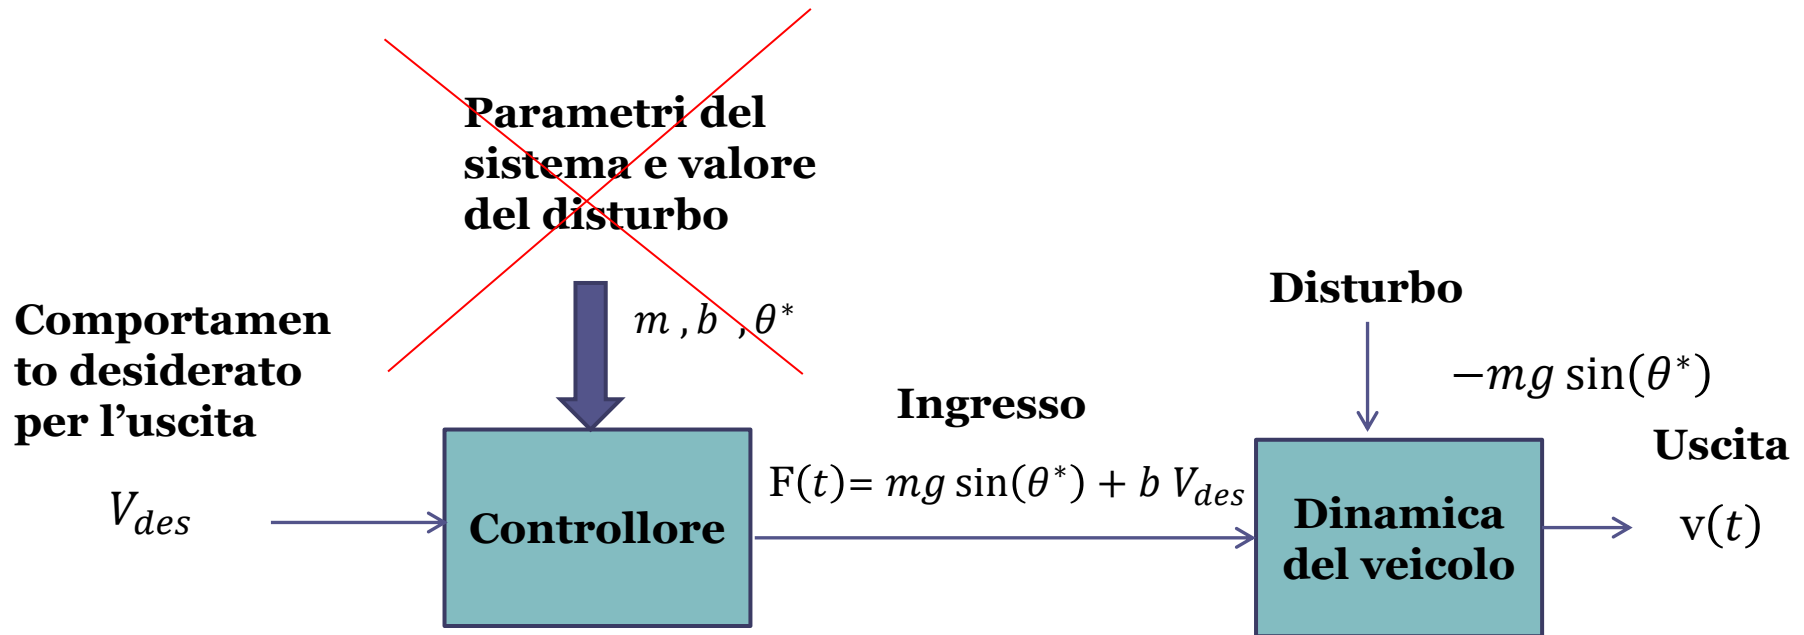 Parametri del
sistema e valore
del disturbo
m , b , θ*
Comportamen
to desiderato
per l’uscita
V_des
Controllore
Ingresso
F(t)= mg sin(θ*) + b V_des
Disturbo
−mg sin(θ*)
Dinamica
del veicolo
Uscita
v(t)